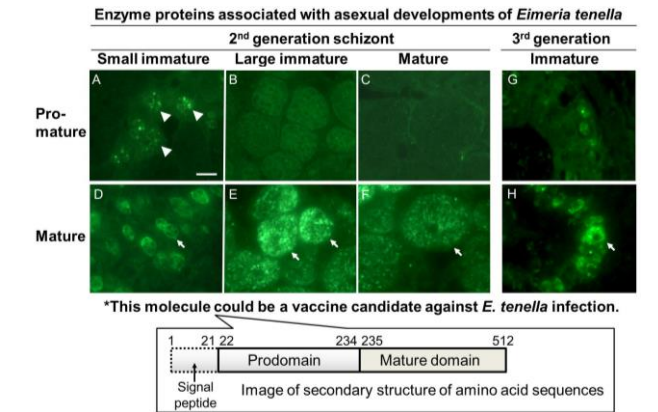 Enzyme proteins associated with asexual developments of Eimeria tenella
2nd generation schizont
3rd generation
Small immature
Large immature
Mature
Immature
Pro-
mature
A
B
C
G
Mature
D
E
F
H
*This molecule could be a vaccine candidate against E. tenella infection.
1 21 22 234 235 512
Prodomain Mature domain
Signal
peptide
Image of secondary structure of amino acid sequences